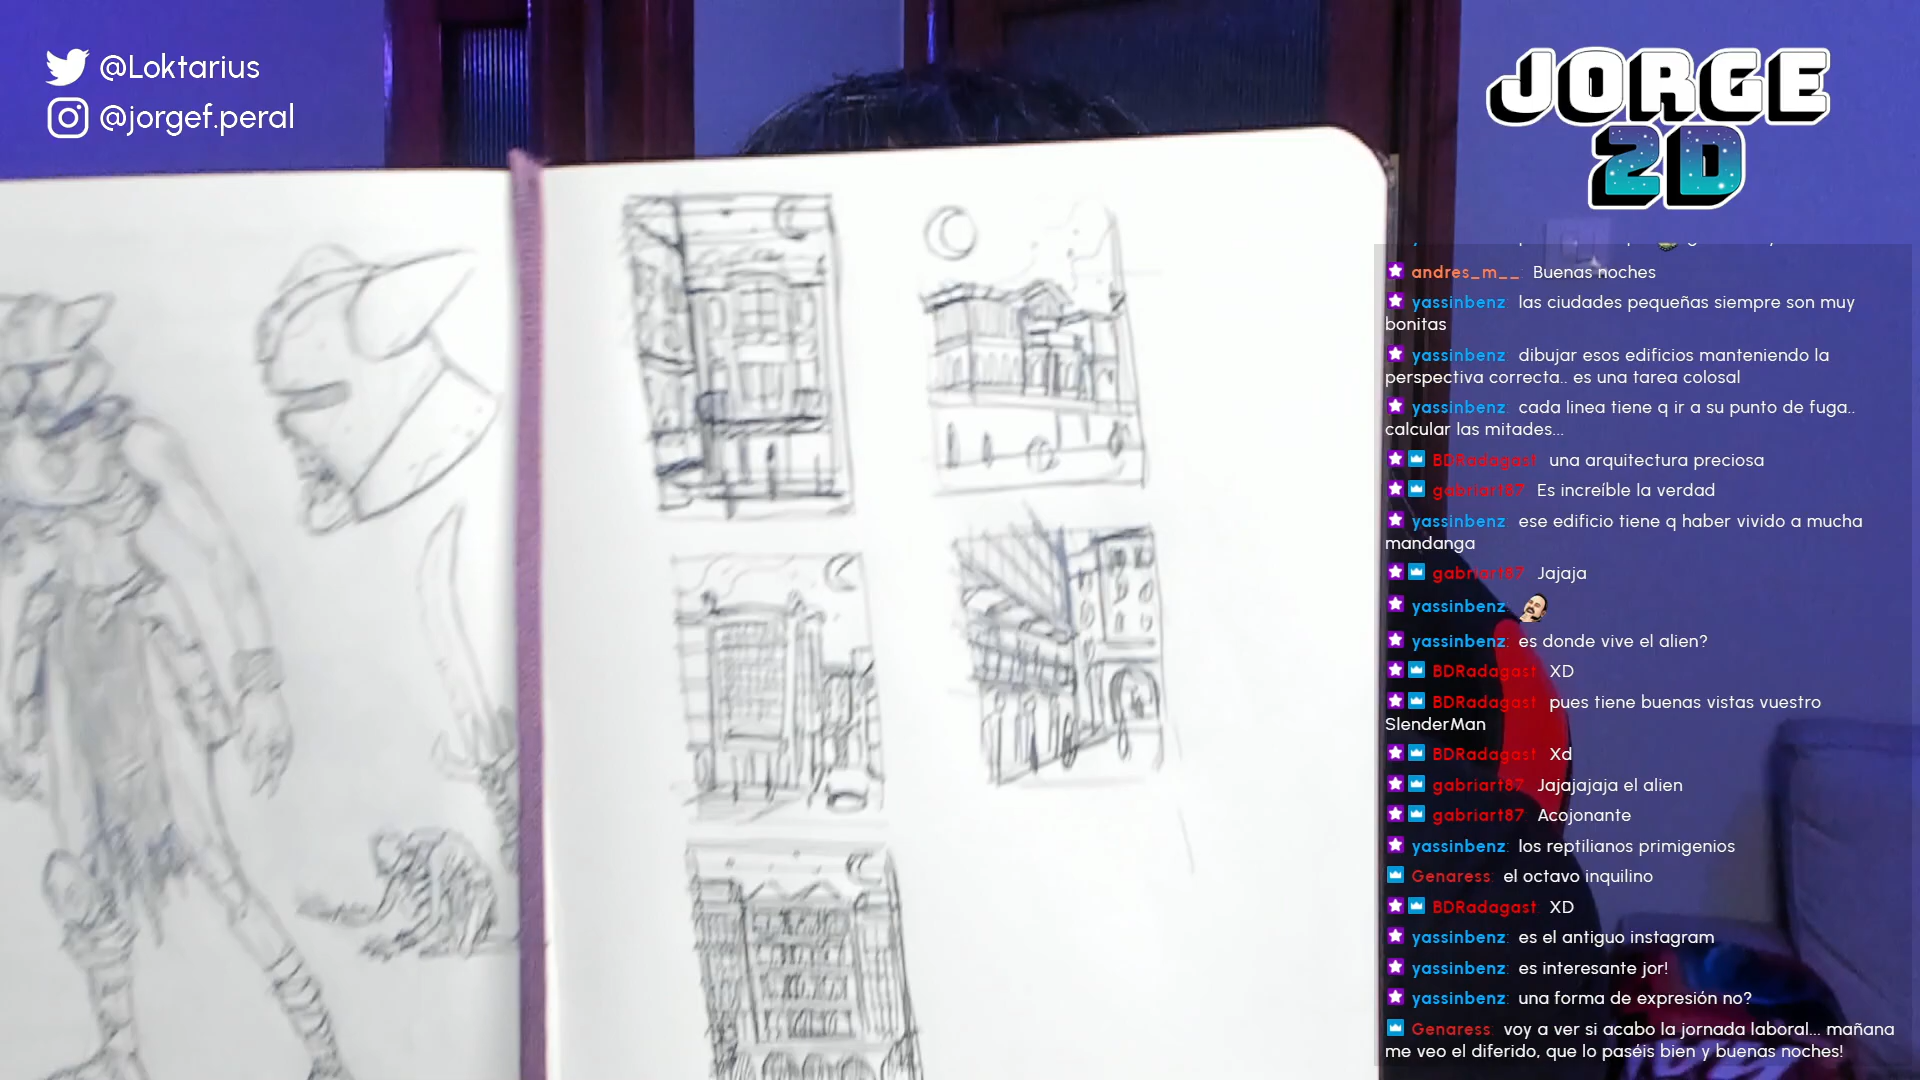 @Loktarius
@jorgef.peral
JORGE
2D
andres_m__: Buenas noches
yassinbenz: las ciudades pequeñas siempre son muy
bonitas
yassinbenz: dibujar esos edificios manteniendo la
perspectiva correcta.. es una tarea colosal
yassinbenz: cada linea tiene q ir a su punto de fuga..
calcular las mitades...
BDRadagast: una arquitectura preciosa
gabriart87: Es increíble la verdad
yassinbenz: ese edificio tiene q haber vivido a mucha
mandanga
gabriart87: Jajaja
yassinbenz:
yassinbenz: es donde vive el alien?
BDRadagast: XD
BDRadagast: pues tiene buenas vistas vuestro
SlenderMan
BDRadagast: Xd
gabriart87: Jajajajaja el alien
gabriart87: Acojonante
yassinbenz: los reptilianos primigenios
Genaress: el octavo inquilino
BDRadagast: XD
yassinbenz: es el antiguo instagram
yassinbenz: es interesante jor!
yassinbenz: una forma de expresión no?
Genaress: voy a ver si acabo la jornada laboral... mañana
me veo el diferido, que lo paséis bien y buenas noches!